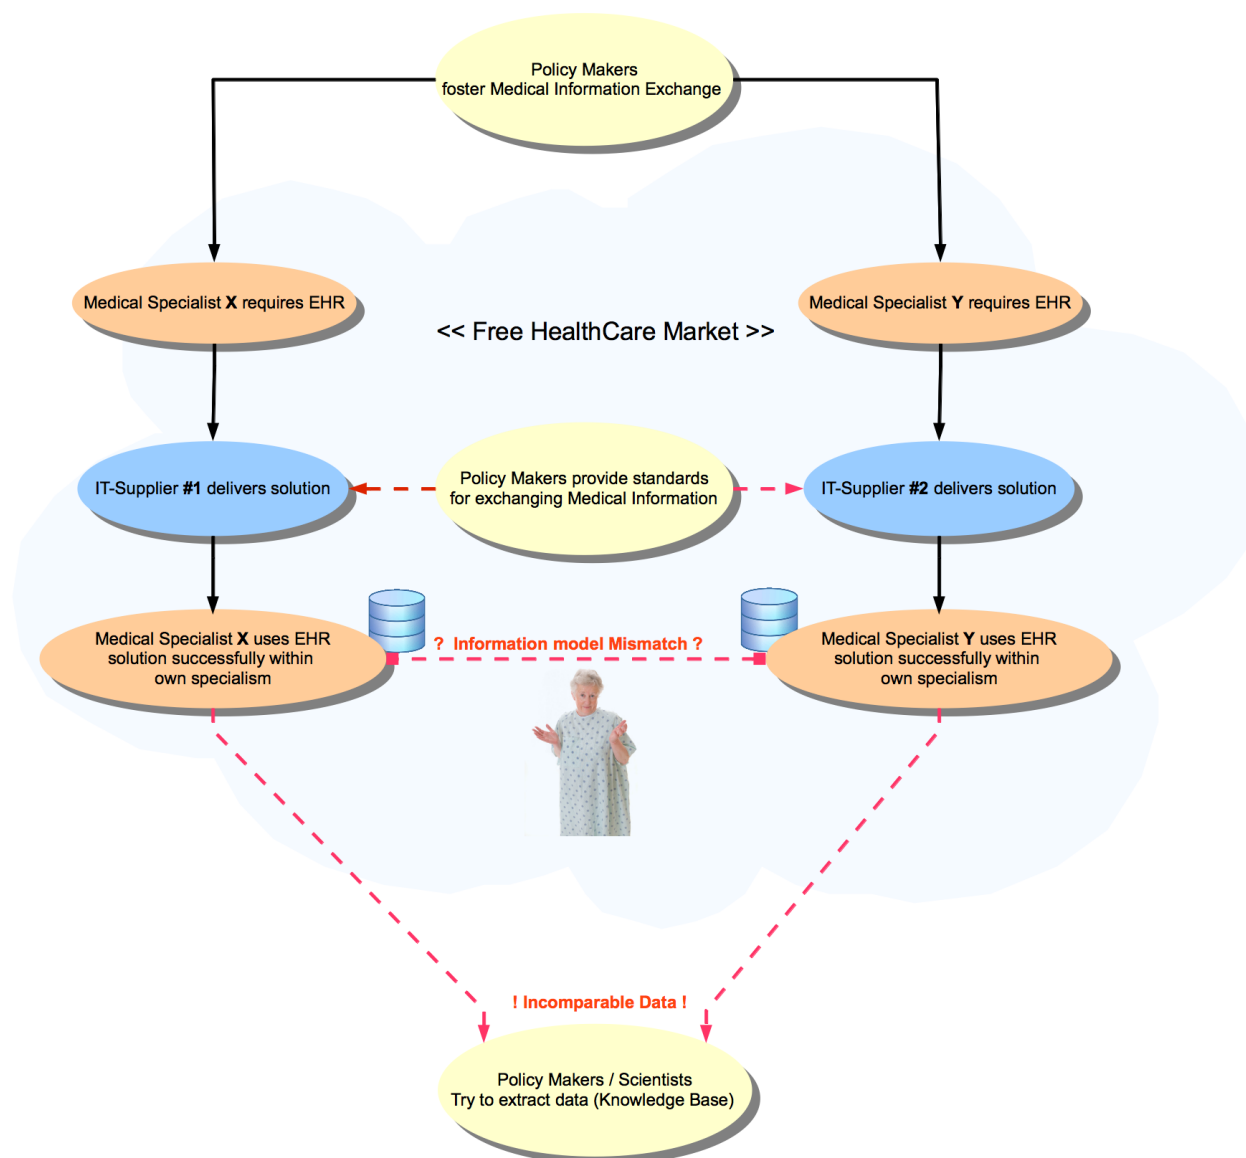 Policy Makers
foster Medical Information Exchange
Medical Specialist X requires EHR
Medical Specialist Y requires EHR
<< Free HealthCare Market >>
IT-Supplier #1 delivers solution
Policy Makers provide standards
for exchanging Medical Information
IT-Supplier #2 delivers solution
Medical Specialist X uses EHR
solution successfully within
own specialism
? Information model Mismatch ?
Medical Specialist Y uses EHR
solution successfully within
own specialism
! Incomparable Data !
Policy Makers / Scientists
Try to extract data (Knowledge Base)